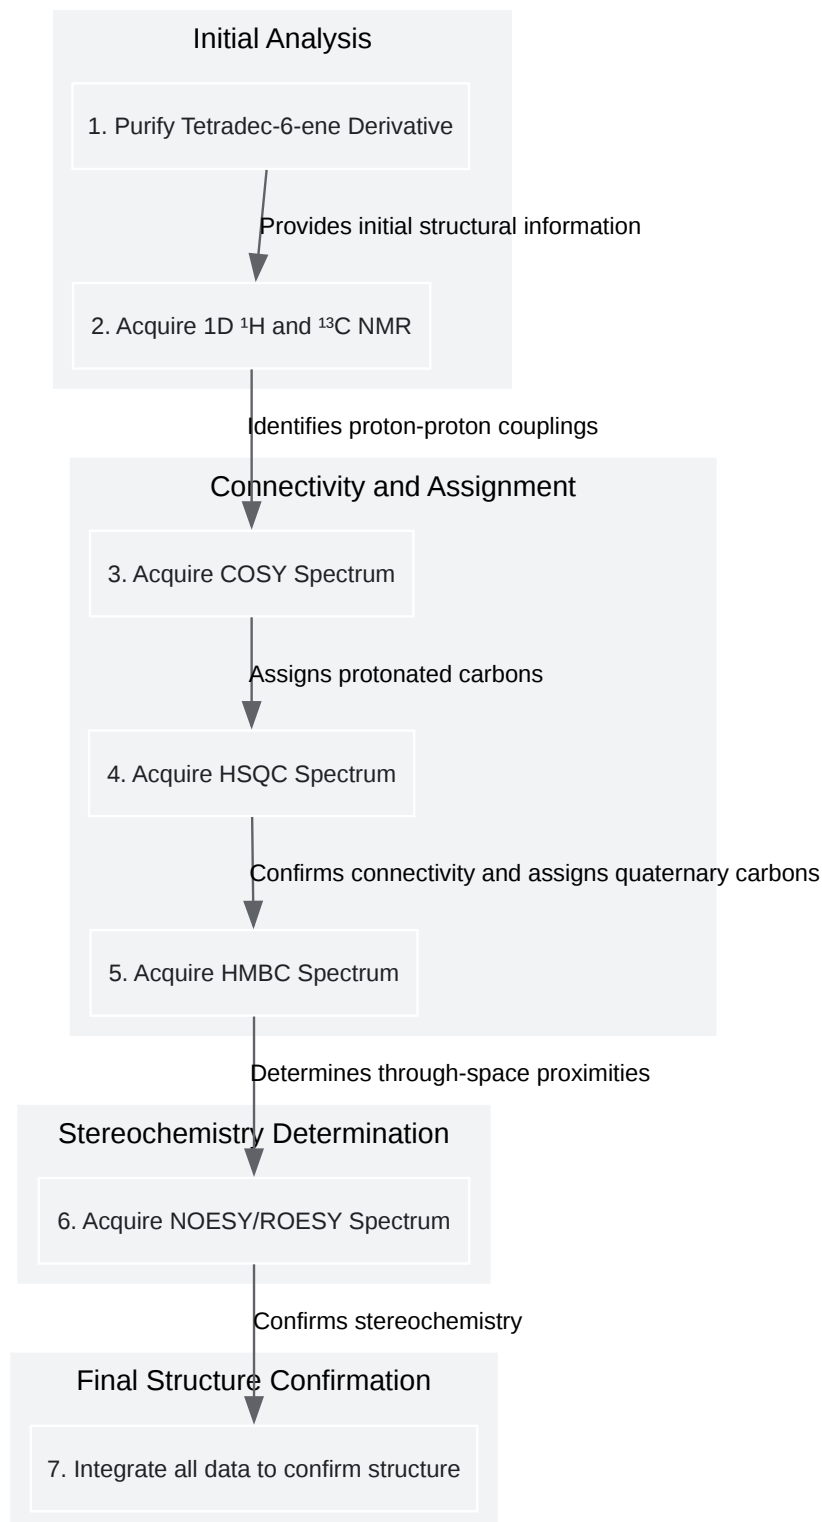 Initial Analysis
1. Purify Tetradec-6-ene Derivative
Provides initial structural information
2. Acquire 1D ¹H and ¹³C NMR
Identifies proton-proton couplings
Connectivity and Assignment
3. Acquire COSY Spectrum
Assigns protonated carbons
4. Acquire HSQC Spectrum
Confirms connectivity and assigns quaternary carbons
5. Acquire HMBC Spectrum
Determines through-space proximities
Stereochemistry Determination
6. Acquire NOESY/ROESY Spectrum
Confirms stereochemistry
Final Structure Confirmation
7. Integrate all data to confirm structure